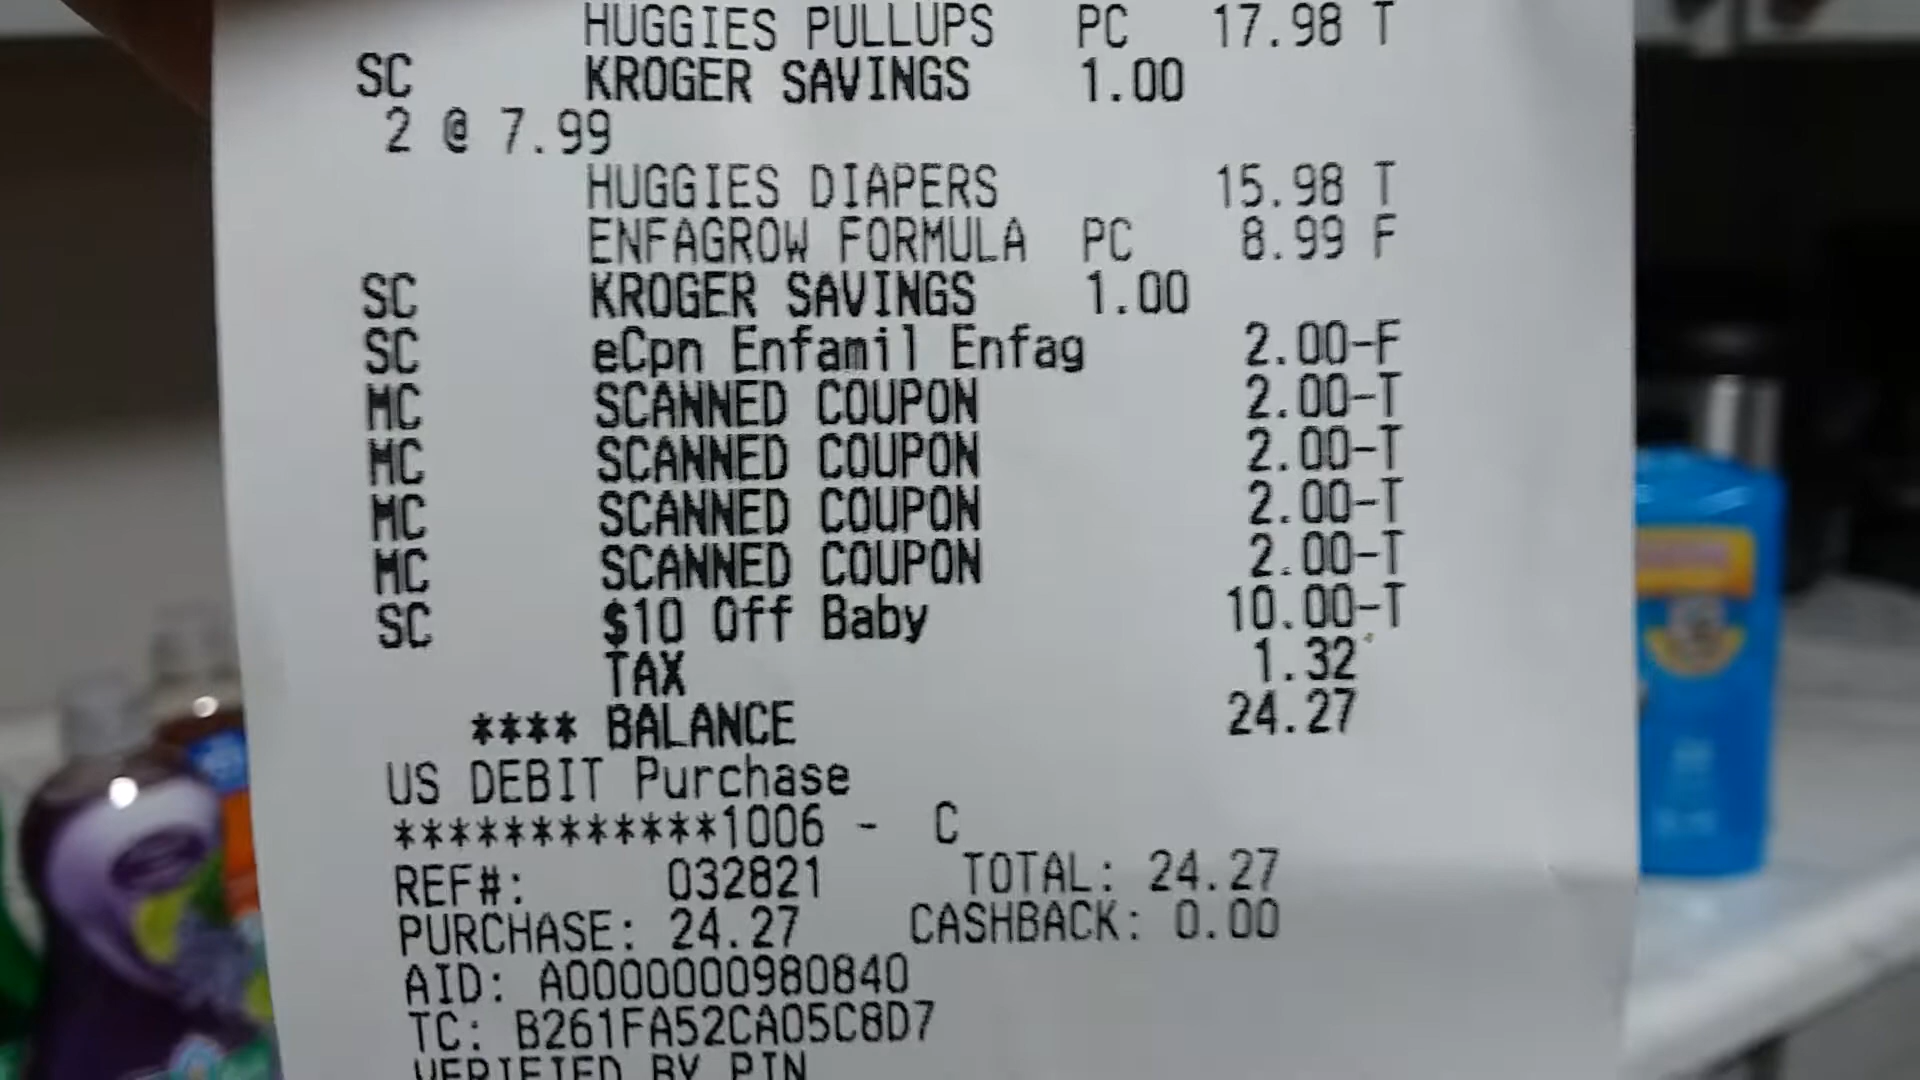 HUGGIES PULLUPS PC 17.98 T
SC KROGER SAVINGS 1.00
2 @ 7.99
HUGGIES DIAPERS 15.98 T
ENFAGROW FORMULA PC 8.99 F
SC KROGER SAVINGS 1.00
SC eCpn Enfamil Enfag 2.00-F
MC SCANNED COUPON 2.00-T
MC SCANNED COUPON 2.00-T
MC SCANNED COUPON 2.00-T
MC SCANNED COUPON 2.00-T
SC $10 Off Baby 10.00-T
TAX 1.32
**** BALANCE 24.27
US DEBIT Purchase
************1006 - C
REF#: 032821 TOTAL: 24.27
PURCHASE: 24.27 CASHBACK: 0.00
AID: A0000000980840
TC: B261FA52CA05C8D7
VERIFIED BY PIN